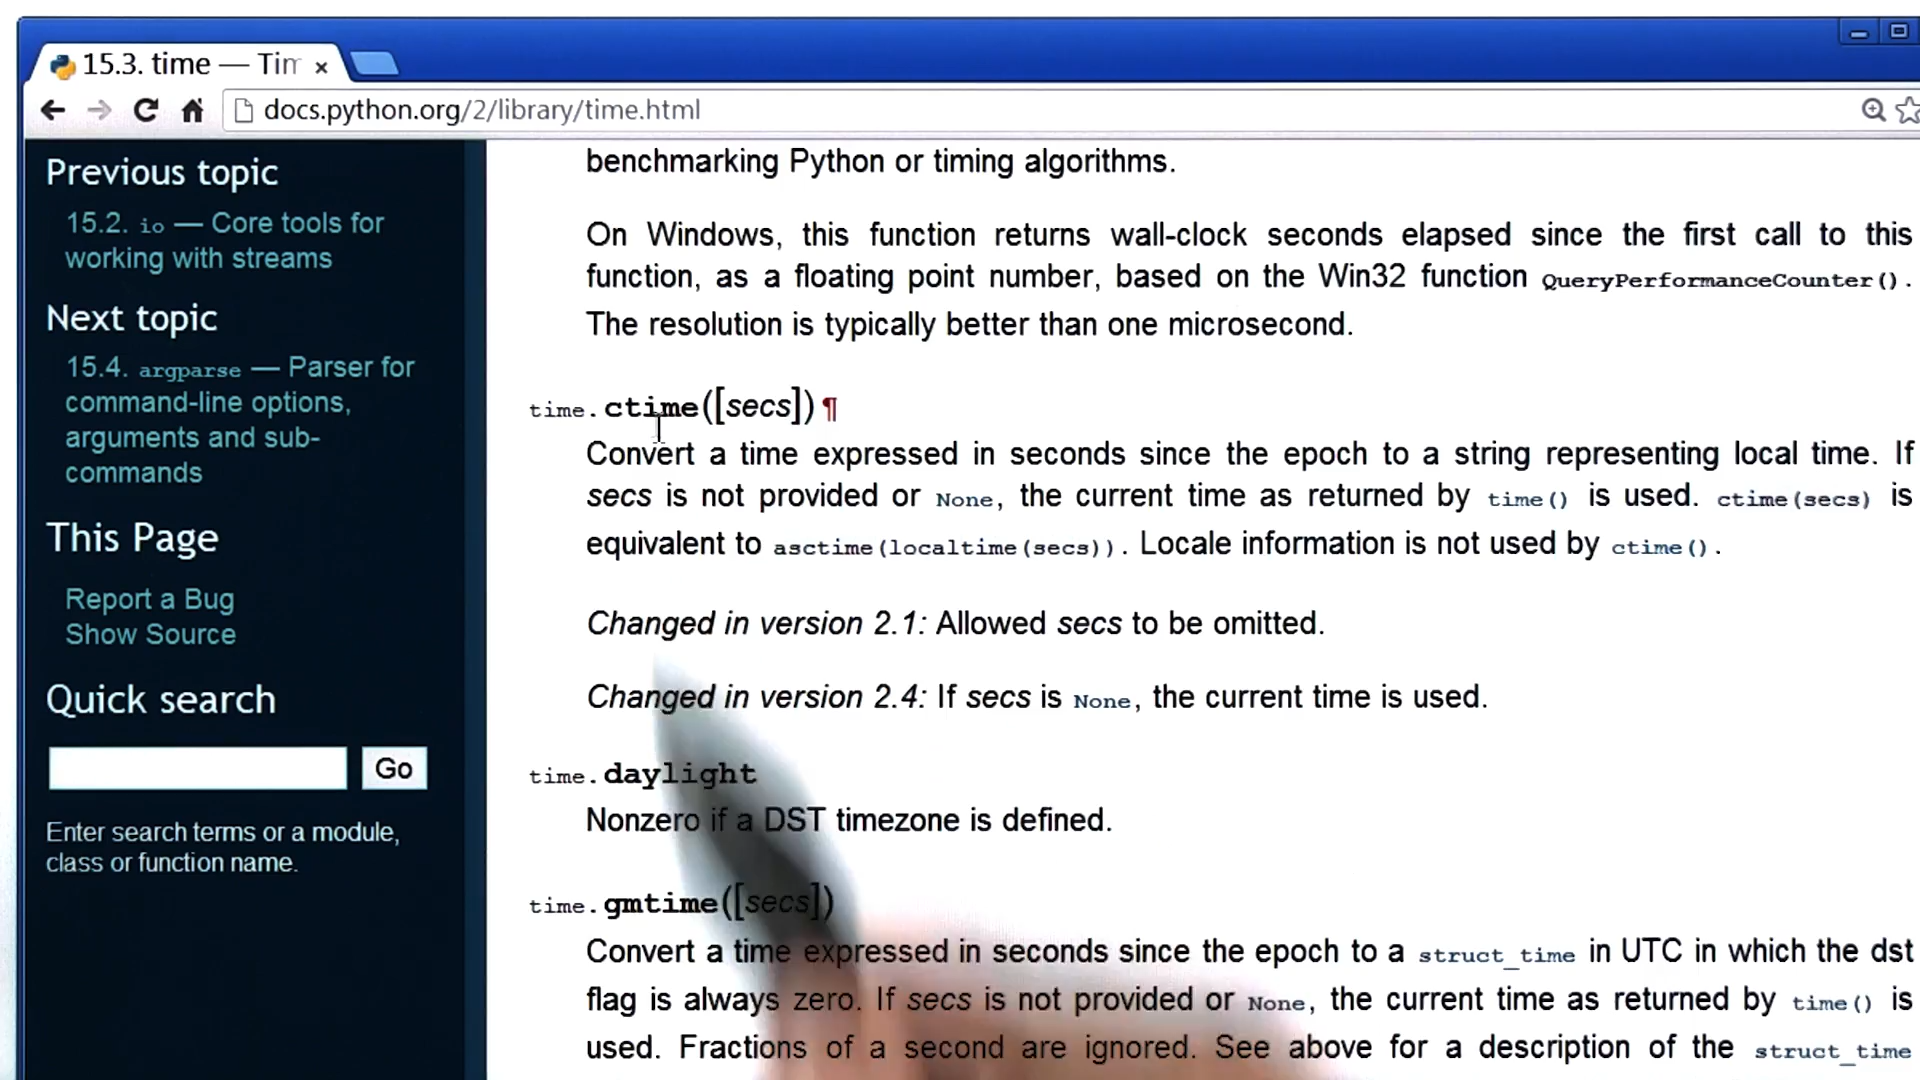 15.3. time — Tim
docs.python.org/2/library/time.html
Previous topic
15.2. io — Core tools for
working with streams
Next topic
15.4. argparse — Parser for
command-line options,
arguments and sub-
commands
This Page
Report a Bug
Show Source
Quick search
Go
Enter search terms or a module,
class or function name.
benchmarking Python or timing algorithms.
On Windows, this function returns wall-clock seconds elapsed since the first call to this
function, as a floating point number, based on the Win32 function QueryPerformanceCounter().
The resolution is typically better than one microsecond.
time.ctime([secs])¶
Convert a time expressed in seconds since the epoch to a string representing local time. If
secs is not provided or None, the current time as returned by time() is used. ctime(secs) is
equivalent to asctime(localtime(secs)). Locale information is not used by ctime().
Changed in version 2.1: Allowed secs to be omitted.
Changed in version 2.4: If secs is None, the current time is used.
time.daylight
Nonzero if a DST timezone is defined.
time.gmtime([secs])
Convert a time expressed in seconds since the epoch to a struct_time in UTC in which the dst
flag is always zero. If secs is not provided or None, the current time as returned by time() is
used. Fractions of a second are ignored. See above for a description of the struct_time